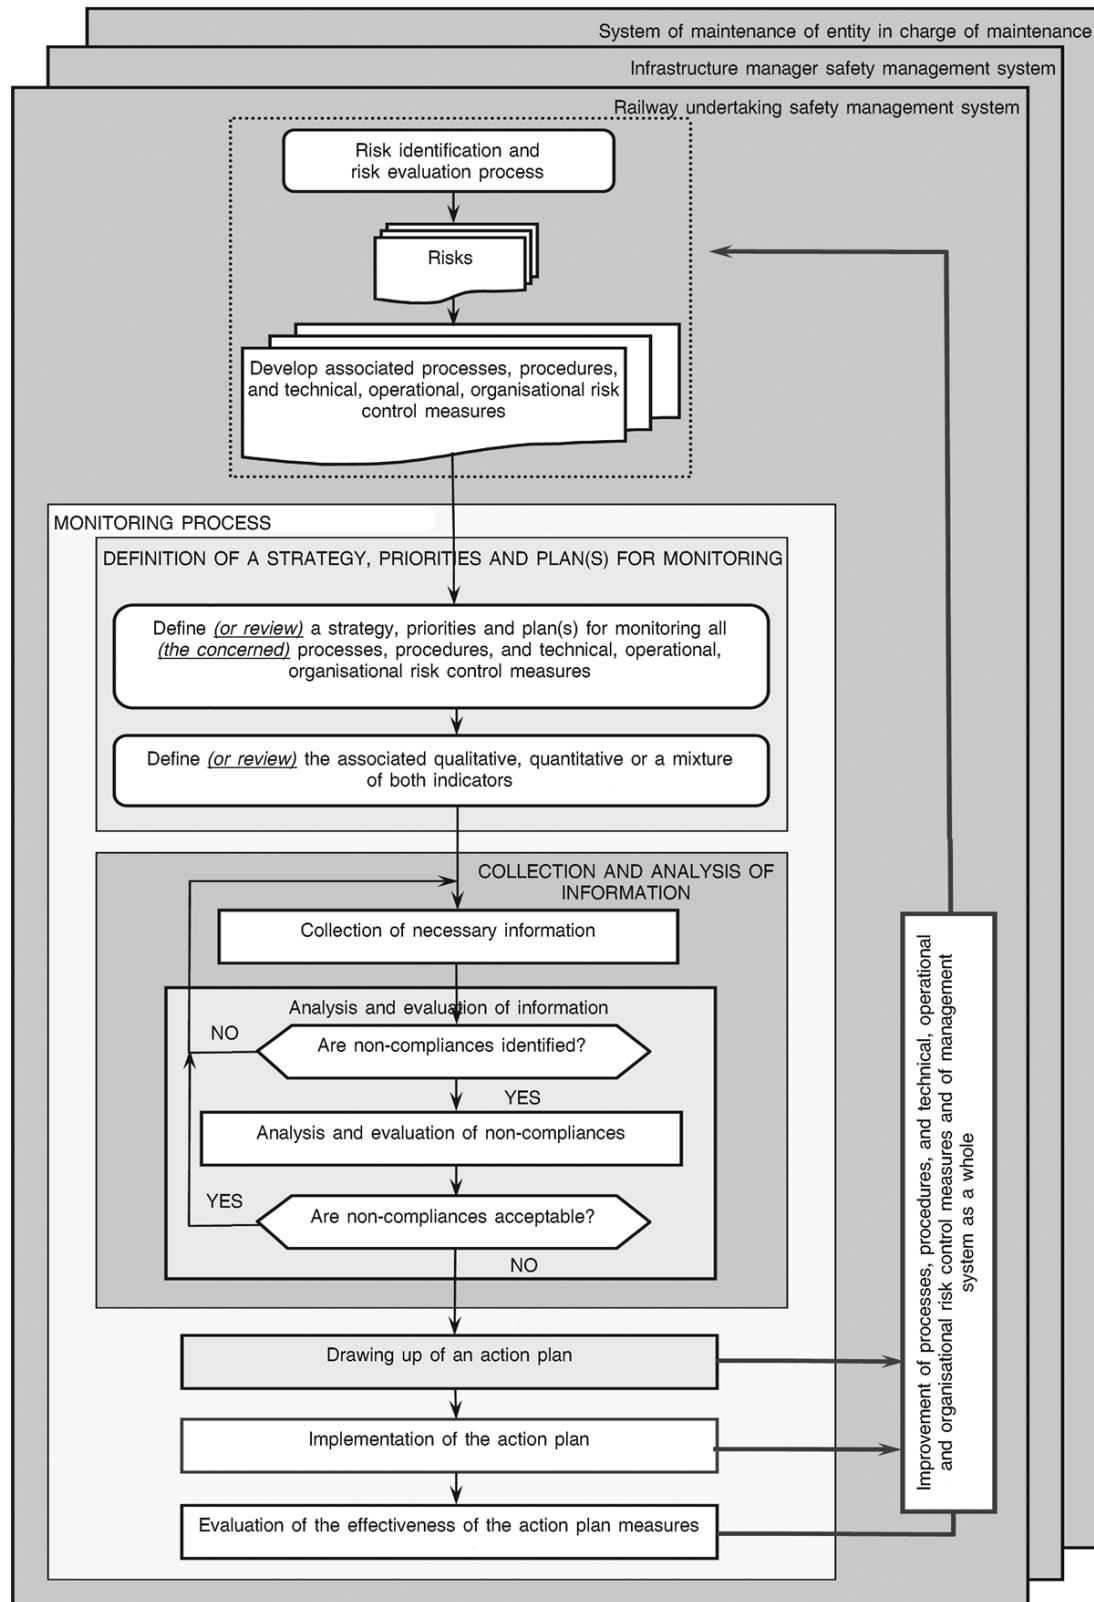 System of maintenance of entity in charge of maintenance
Infrastructure manager safety management system
Railway undertaking safety management system
Risk identification and
risk evaluation process
Risks
Develop associated processes, procedures,
and technical, operational, organisational risk
control measures
MONITORING PROCESS
DEFINITION OF A STRATEGY, PRIORITIES AND PLAN(S) FOR MONITORING
Define (or review) a strategy, priorities and plan(s) for monitoring all
(the concerned) processes, procedures, and technical, operational,
organisational risk control measures
Define (or review) the associated qualitative, quantitative or a mixture
of both indicators
COLLECTION AND ANALYSIS OF
INFORMATION
Collection of necessary information
Analysis and evaluation of information
NO
Are non-compliances identified?
YES
Analysis and evaluation of non-compliances
YES
Are non-compliances acceptable?
NO
Drawing up of an action plan
Implementation of the action plan
Evaluation of the effectiveness of the action plan measures
Improvement of processes, procedures, and technical, operational
and organisational risk control measures and of management
system as a whole